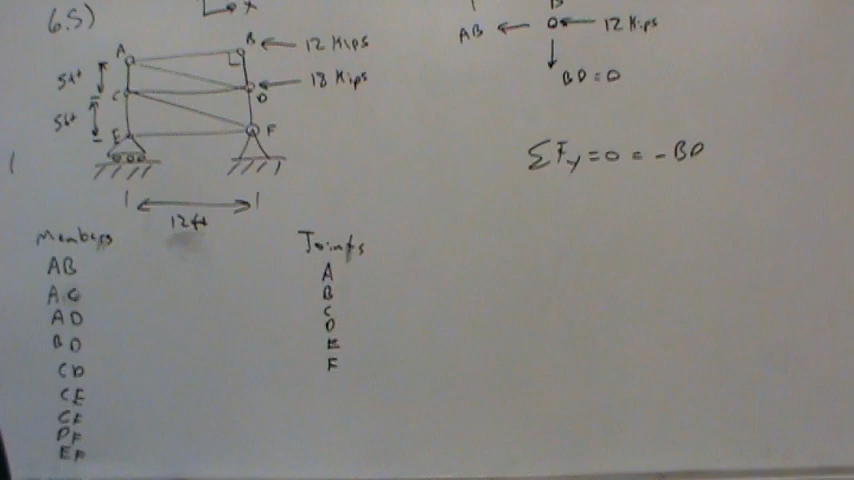 6.5)
x
B
AB
12 Kips
BD = 0
A
B
12 Kips
5ft
18 Kips
C
D
5ft
E
F
ΣFy = 0 = -BD
12ft
Members
Joints
AB
A
AC
B
AD
C
BD
D
CD
E
CE
F
CF
DF
EF